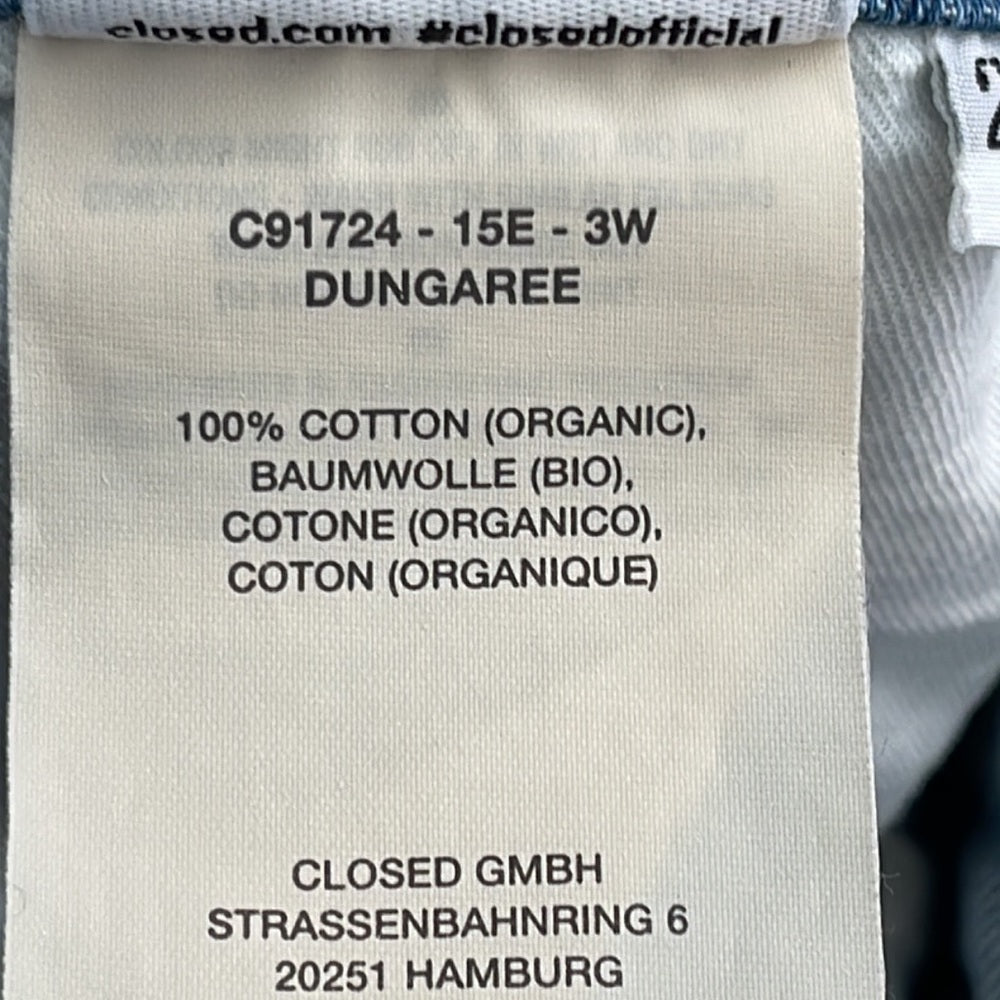 closed.com #closedofficial
C91724 - 15E - 3W
DUNGAREE
100% COTTON (ORGANIC),
BAUMWOLLE (BIO),
COTONE (ORGANICO),
COTON (ORGANIQUE)
CLOSED GMBH
STRASSENBAHNRING 6
20251 HAMBURG